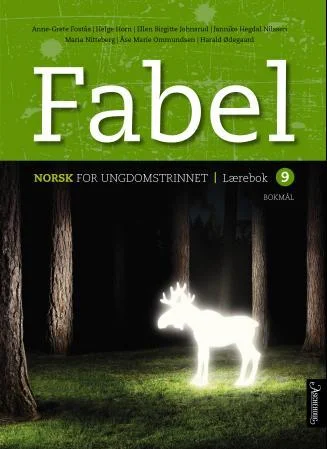 Anne-Grete Fostås | Helge Horn | Ellen Birgitte Johnsrud | Jannike Hegdal Nilssen
Maria Nitteberg | Åse Marie Ommundsen | Harald Ødegaard
Fabel
NORSK FOR UNGDOMSTRINNET | Lærebok 9
BOKMÅL
ASCHEHOUG